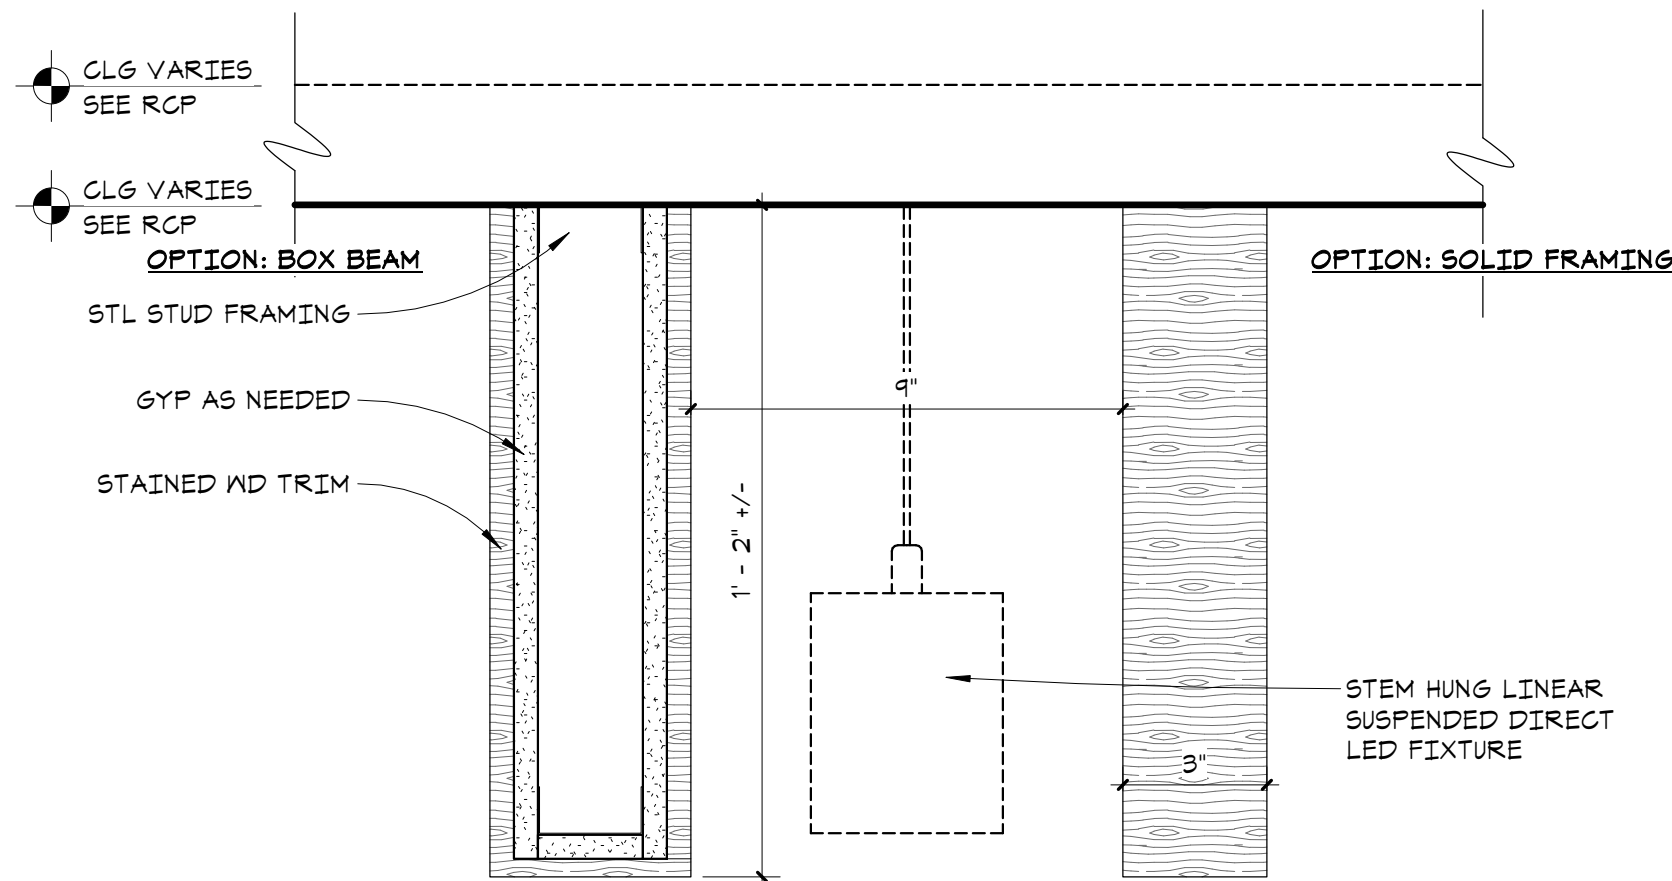 CLG VARIES
SEE RCP
CLG VARIES
SEE RCP
OPTION: BOX BEAM
OPTION: SOLID FRAMING
STL STUD FRAMING
GYP AS NEEDED
STAINED WD TRIM
9"
1' - 2" +/-
STEM HUNG LINEAR
SUSPENDED DIRECT
LED FIXTURE
3"